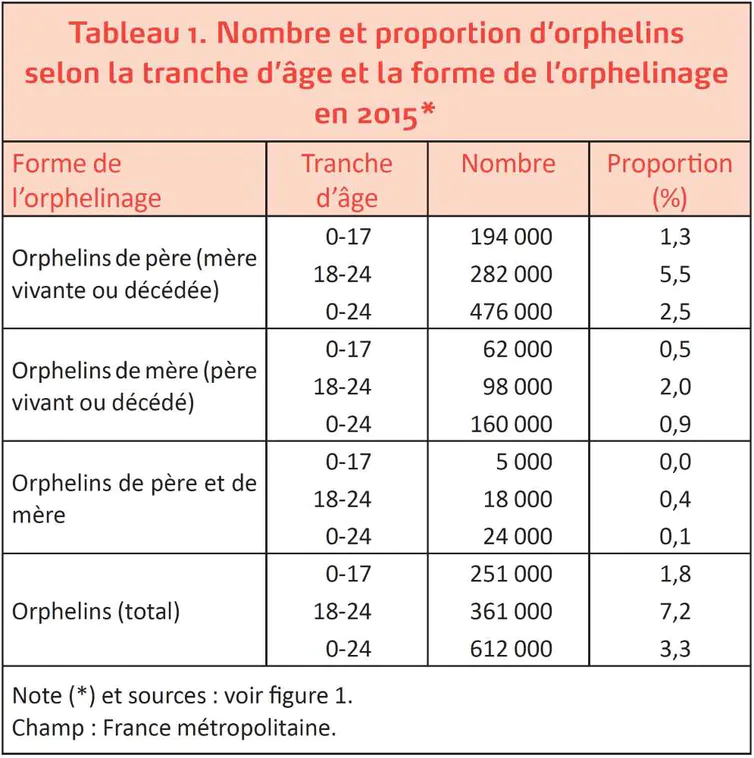 Tableau 1. Nombre et proportion d’orphelins
selon la tranche d’âge et la forme de l’orphelinage
en 2015*
Forme de l’orphelinage Tranche d’âge Nombre Proportion (%)
Orphelins de père (mère vivante ou décédée)
0-17 194 000 1,3
18-24 282 000 5,5
0-24 476 000 2,5
Orphelins de mère (père vivant ou décédé)
0-17 62 000 0,5
18-24 98 000 2,0
0-24 160 000 0,9
Orphelins de père et de mère
0-17 5 000 0,0
18-24 18 000 0,4
0-24 24 000 0,1
Orphelins (total)
0-17 251 000 1,8
18-24 361 000 7,2
0-24 612 000 3,3
Note (*) et sources : voir figure 1.
Champ : France métropolitaine.